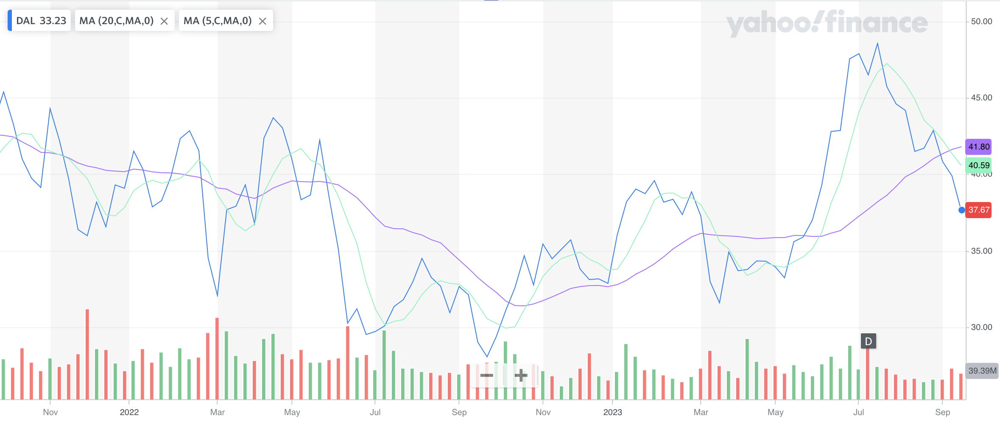 DAL 33.23 MA (20,C,MA,0) MA (5,C,MA,0)
yahoo!finance
50.00
45.00
41.80
40.59
40.00
37.67
35.00
30.00
D
39.39M
Nov 2022 Mar May Jul Sep Nov 2023 Mar May Jul Sep